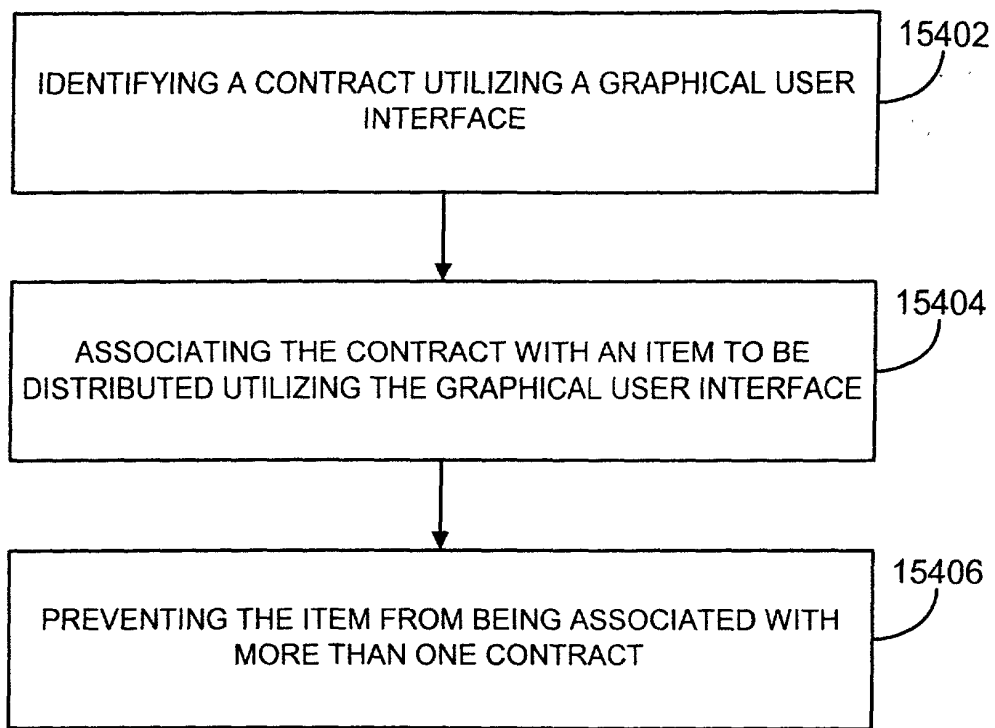 15402
IDENTIFYING A CONTRACT UTILIZING A GRAPHICAL USER
INTERFACE
15404
ASSOCIATING THE CONTRACT WITH AN ITEM TO BE
DISTRIBUTED UTILIZING THE GRAPHICAL USER INTERFACE
15406
PREVENTING THE ITEM FROM BEING ASSOCIATED WITH
MORE THAN ONE CONTRACT